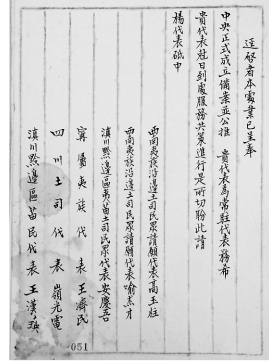 逕啟者本處業已呈奉
中央正式成立備案並公推 貴代表為常駐代表務希
貴代表尅日到處服務共策進行是所切盼此請
楊代表砥中
西南夷族沿邊土司民眾請願代表高玉柱
西南夷族沿邊土司民眾請願代表喻杰才
滇川黔邊區夷苗土司民眾代表安慶吾
寧屬夷族代表王濟民
四川土司代表嶺光電
滇川黔邊區苗民代表王漢
051